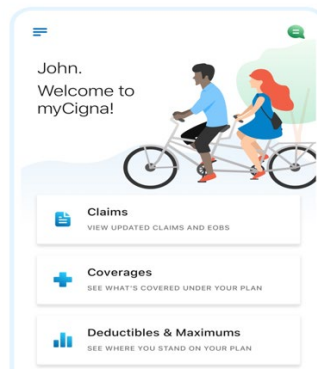 John.
Welcome to
myCigna!
Claims
VIEW UPDATED CLAIMS AND EOBS
Coverages
SEE WHAT'S COVERED UNDER YOUR PLAN
Deductibles & Maximums
SEE WHERE YOU STAND ON YOUR PLAN